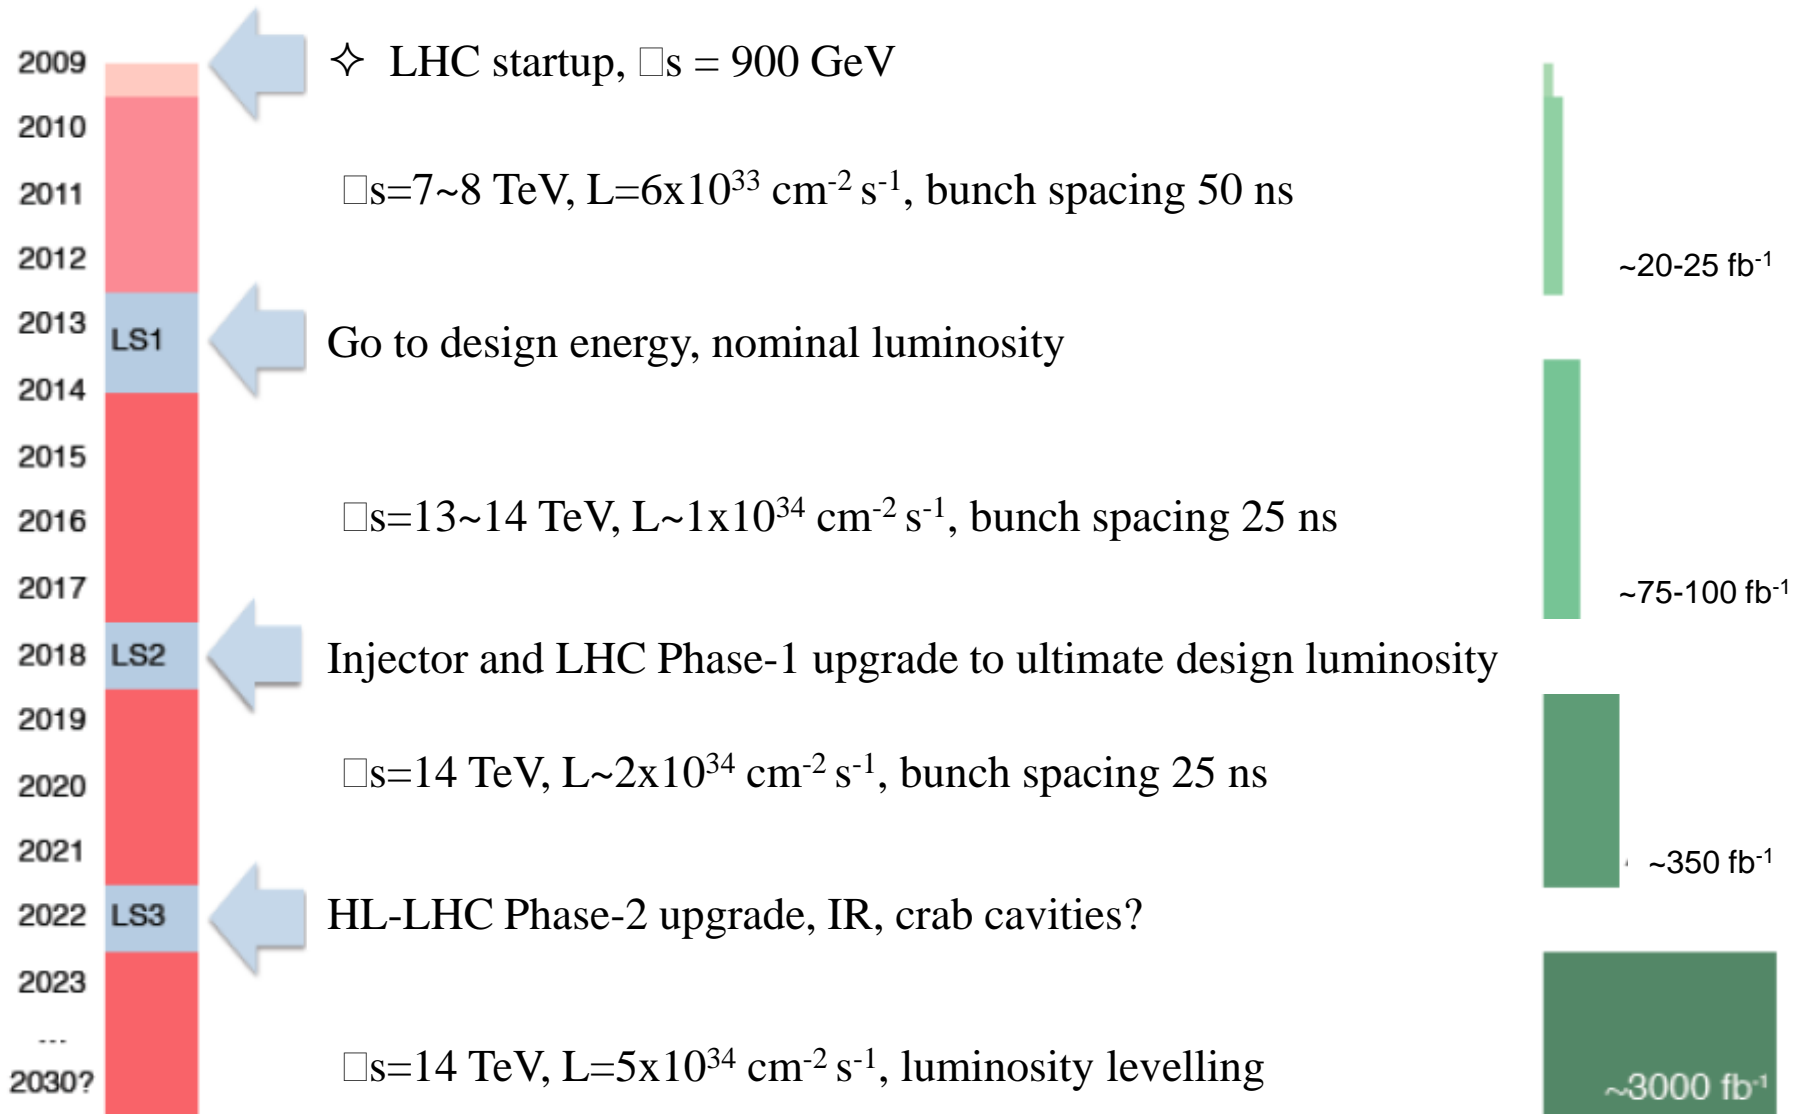 2009
✧ LHC startup, □s = 900 GeV
2010
2011
□s=7~8 TeV, L=6x10³³ cm⁻² s⁻¹, bunch spacing 50 ns
2012
~20-25 fb⁻¹
2013
LS1
Go to design energy, nominal luminosity
2014
2015
2016
□s=13~14 TeV, L~1x10³⁴ cm⁻² s⁻¹, bunch spacing 25 ns
2017
~75-100 fb⁻¹
2018 LS2
Injector and LHC Phase-1 upgrade to ultimate design luminosity
2019
2020
□s=14 TeV, L~2x10³⁴ cm⁻² s⁻¹, bunch spacing 25 ns
2021
~350 fb⁻¹
2022 LS3
HL-LHC Phase-2 upgrade, IR, crab cavities?
2023
...
2030?
□s=14 TeV, L=5x10³⁴ cm⁻² s⁻¹, luminosity levelling
~3000 fb⁻¹